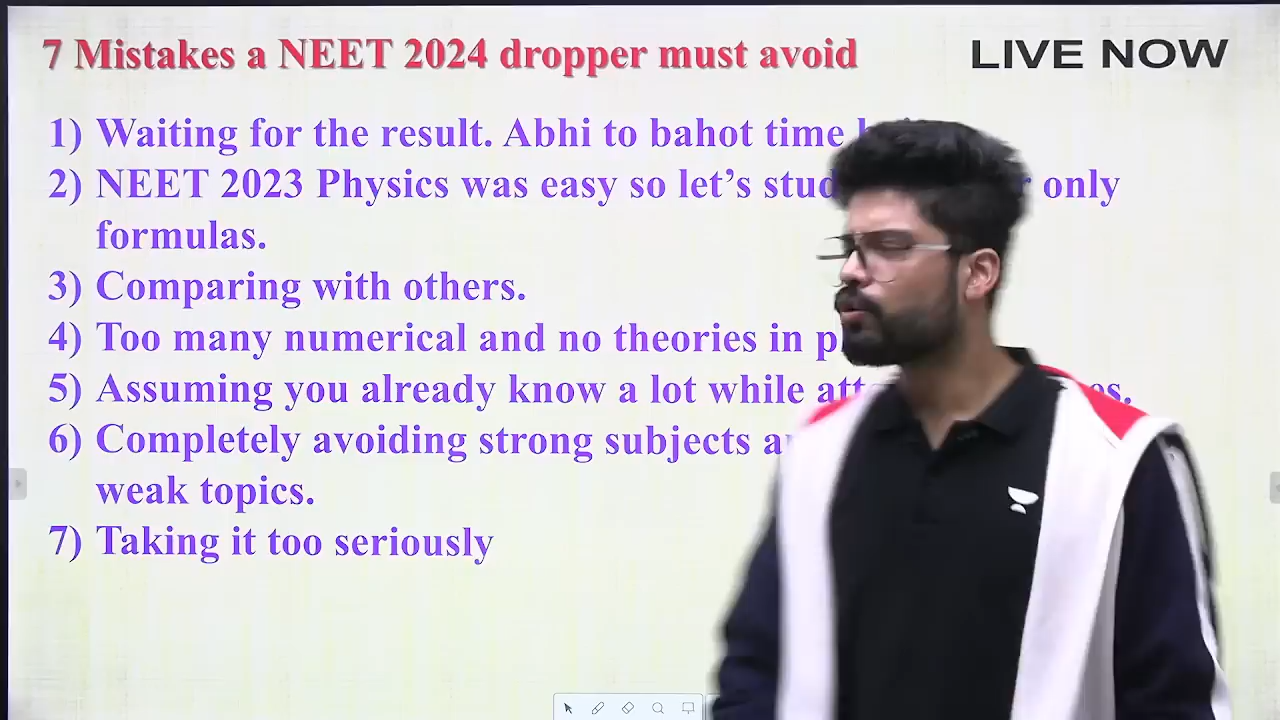 7 Mistakes a NEET 2024 dropper must avoid
LIVE NOW
1) Waiting for the result. Abhi to bahot time
2) NEET 2023 Physics was easy so let’s only
formulas.
3) Comparing with others.
4) Too many numerical and no theories in
5) Assuming you already know a lot while
6) Completely avoiding strong subjects
weak topics.
7) Taking it too seriously